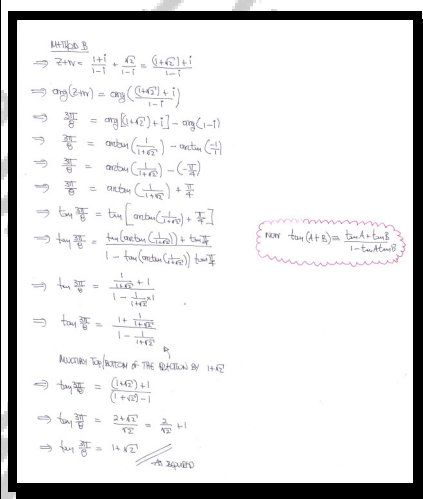 METHOD B
⇒ z+w = (1+i)/(1-i) + √2/(1-i) = ((1+√2)+i)/(1-i)
⇒ arg(z+w) = arg(((1+√2)+i)/(1-i))
⇒ 3π/8 = arg[(1+√2)+i] - arg(1-i)
⇒ 3π/8 = arctan(1/(1+√2)) - arctan(-1/1)
⇒ 3π/8 = arctan(1/(1+√2)) - (-π/4)
⇒ 3π/8 = arctan(1/(1+√2)) + π/4
⇒ tan 3π/8 = tan[arctan(1/(1+√2)) + π/4]
⇒ tan 3π/8 = (tan(arctan(1/(1+√2))) + tan π/4)/(1 - tan(arctan(1/(1+√2))) tan π/4)
NOW tan(A+B) = (tanA + tanB)/(1 - tanA tanB)
⇒ tan 3π/8 = (1/(1+√2) + 1)/(1 - 1/(1+√2) × 1)
⇒ tan 3π/8 = (1 + 1/(1+√2))/(1 - 1/(1+√2))
MULTIPLY TOP/BOTTOM OF THE FRACTION BY 1+√2
⇒ tan 3π/8 = ((1+√2)+1)/((1+√2)-1)
⇒ tan 3π/8 = (2+√2)/√2 = 2/√2 + 1
⇒ tan 3π/8 = 1+√2
AS REQUIRED